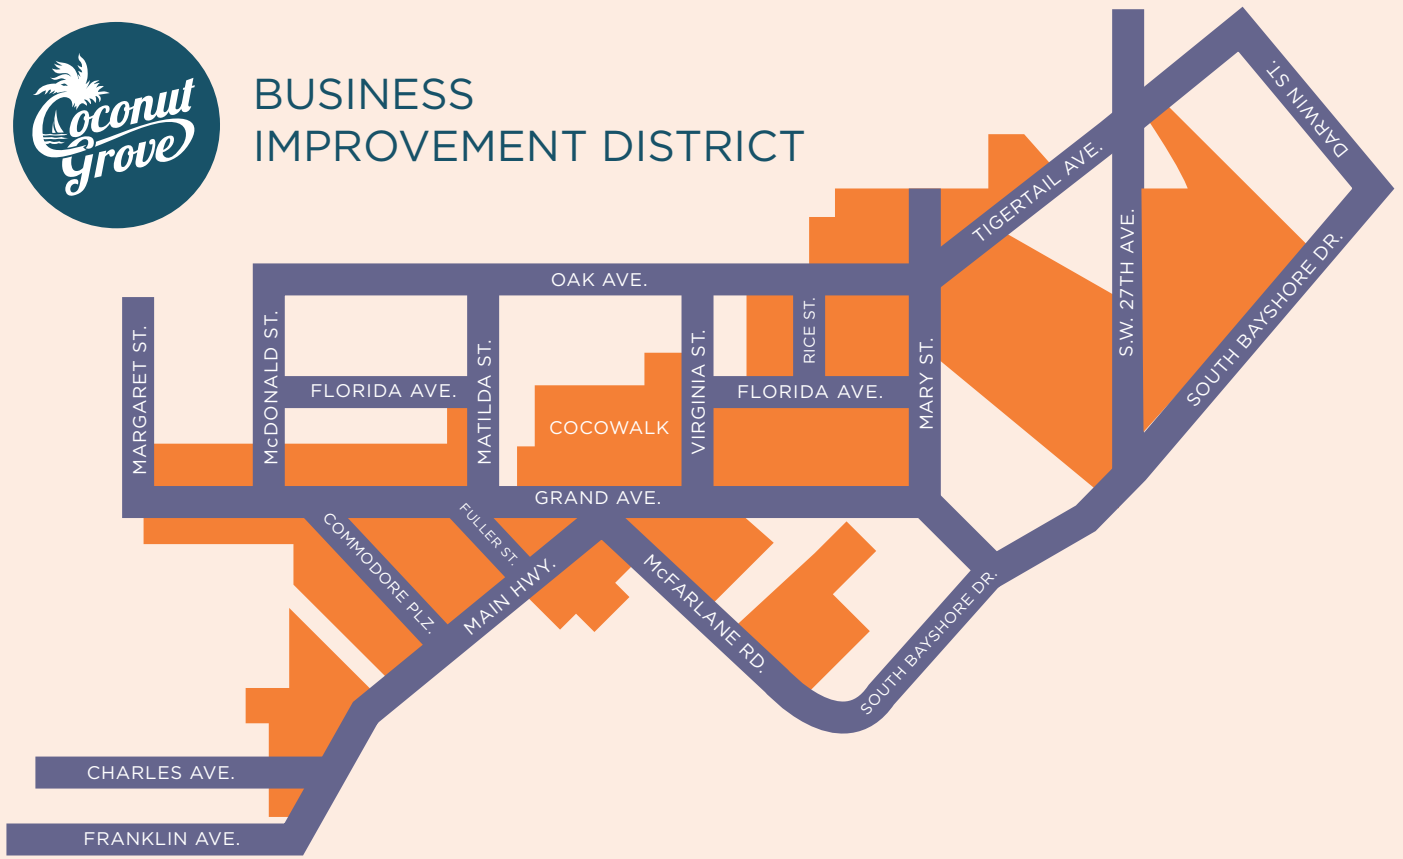 Coconut
Grove
BUSINESS
IMPROVEMENT DISTRICT
DARWIN ST.
TIGERTAIL AVE.
S.W. 27TH AVE.
SOUTH BAYSHORE DR.
OAK AVE.
MARGARET ST.
McDONALD ST.
FLORIDA AVE.
MATILDA ST.
COCOWALK
VIRGINIA ST.
RICE ST.
FLORIDA AVE.
MARY ST.
GRAND AVE.
COMMODORE PLZ.
FULLER ST.
MAIN HWY.
McFARLANE RD.
SOUTH BAYSHORE DR.
CHARLES AVE.
FRANKLIN AVE.